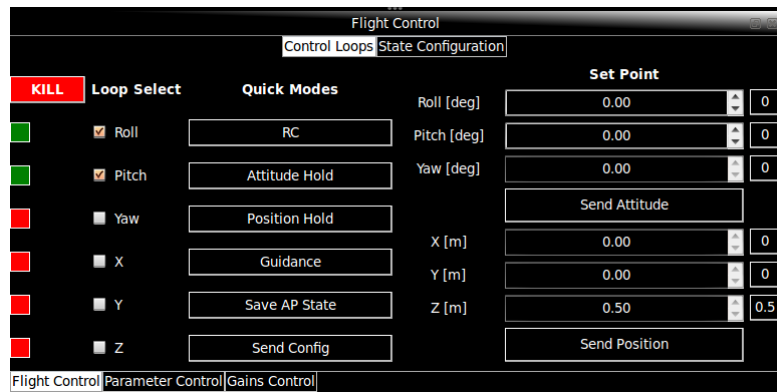 Flight Control
Control Loops State Configuration
Set Point
KILL Loop Select Quick Modes
Roll [deg] 0.00 0
Roll RC
Pitch [deg] 0.00 0
Yaw [deg] 0.00 0
Pitch Attitude Hold
Send Attitude
Yaw Position Hold
X [m] 0.00 0
X Guidance
Y [m] 0.00 0
Y Save AP State
Z [m] 0.50 0.5
Z Send Config
Send Position
Flight Control Parameter Control Gains Control